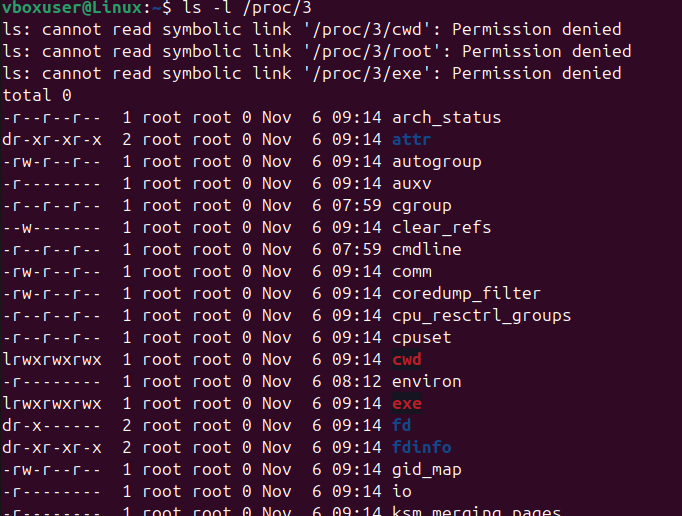 vboxuser@Linux:~$ ls -l /proc/3
ls: cannot read symbolic link '/proc/3/cwd': Permission denied
ls: cannot read symbolic link '/proc/3/root': Permission denied
ls: cannot read symbolic link '/proc/3/exe': Permission denied
total 0
-r--r--r--  1 root root 0 Nov  6 09:14 arch_status
dr-xr-xr-x  2 root root 0 Nov  6 09:14 attr
-rw-r--r--  1 root root 0 Nov  6 09:14 autogroup
-r--------  1 root root 0 Nov  6 09:14 auxv
-r--r--r--  1 root root 0 Nov  6 07:59 cgroup
--w-------  1 root root 0 Nov  6 09:14 clear_refs
-r--r--r--  1 root root 0 Nov  6 07:59 cmdline
-rw-r--r--  1 root root 0 Nov  6 09:14 comm
-rw-r--r--  1 root root 0 Nov  6 09:14 coredump_filter
-r--r--r--  1 root root 0 Nov  6 09:14 cpu_resctrl_groups
-r--r--r--  1 root root 0 Nov  6 09:14 cpuset
lrwxrwxrwx  1 root root 0 Nov  6 09:14 cwd
-r--------  1 root root 0 Nov  6 08:12 environ
lrwxrwxrwx  1 root root 0 Nov  6 09:14 exe
dr-x------  2 root root 0 Nov  6 09:14 fd
dr-xr-xr-x  2 root root 0 Nov  6 09:14 fdinfo
-rw-r--r--  1 root root 0 Nov  6 09:14 gid_map
-r--------  1 root root 0 Nov  6 09:14 io
-r--------  1 root root 0 Nov  6 09:14 ksm_merging_pages